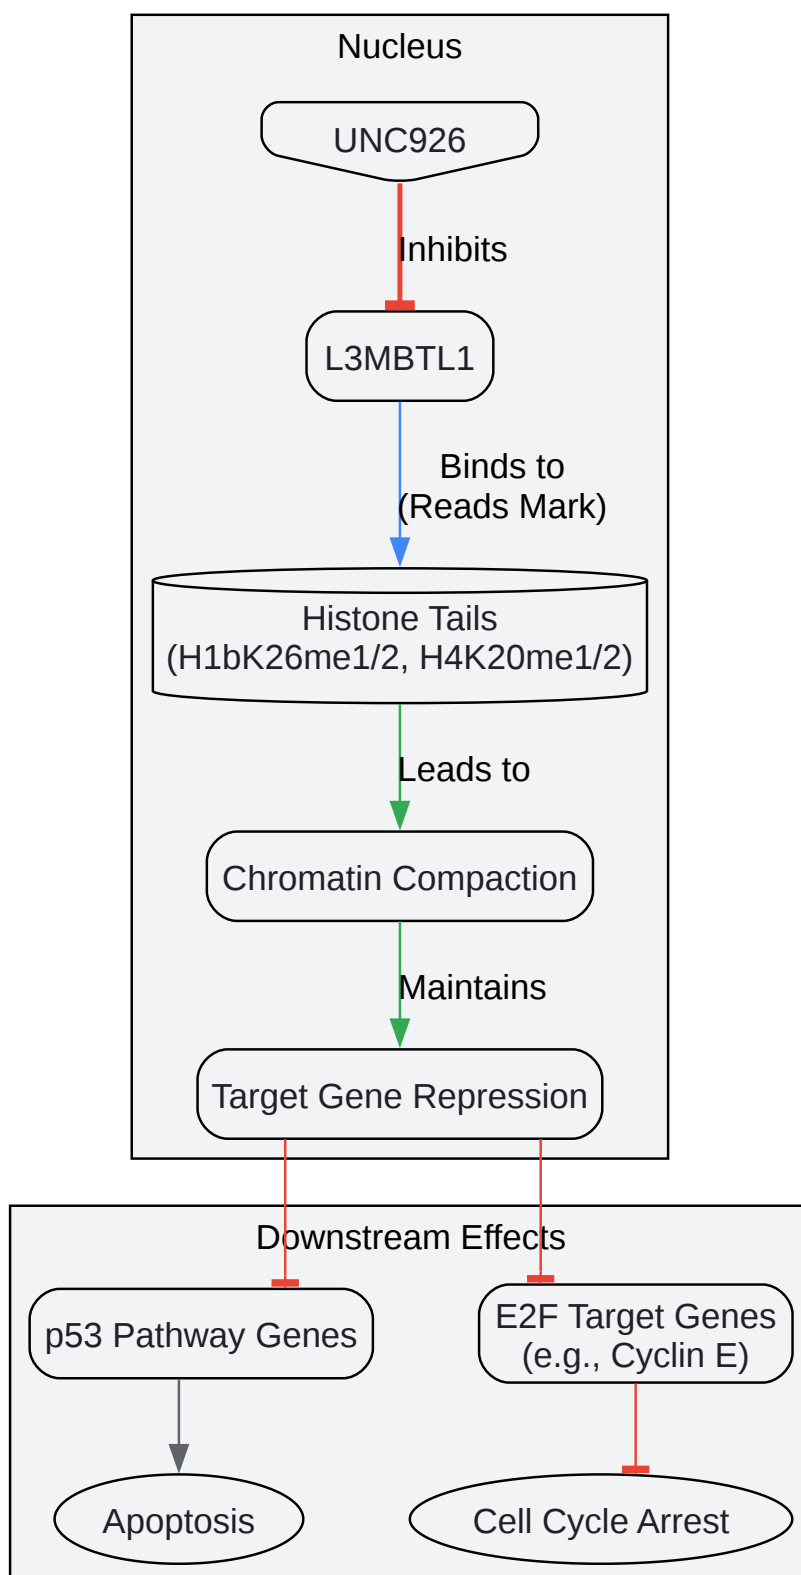 Nucleus
UNC926
Inhibits
L3MBTL1
Binds to
(Reads Mark)
Histone Tails
(H1bK26me1/2, H4K20me1/2)
Leads to
Chromatin Compaction
Maintains
Target Gene Repression
Downstream Effects
p53 Pathway Genes
E2F Target Genes
(e.g., Cyclin E)
Apoptosis
Cell Cycle Arrest